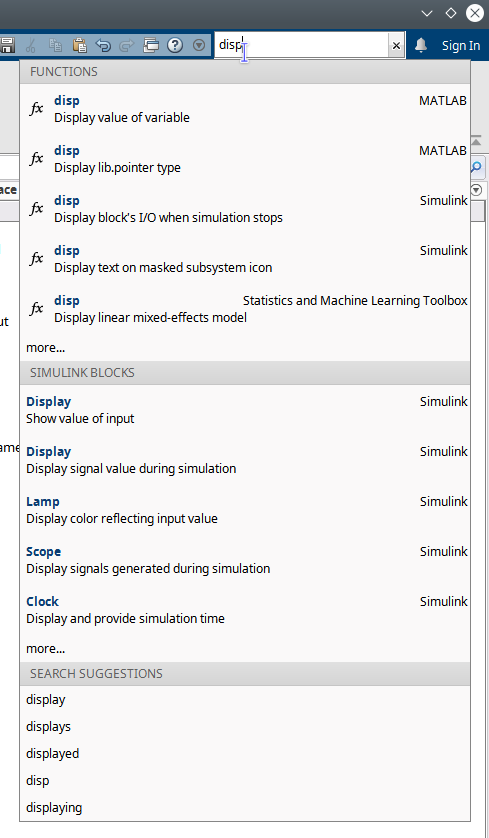 disp
Sign In
FUNCTIONS
fx disp MATLAB
Display value of variable
fx disp MATLAB
Display lib.pointer type
ace
fx disp Simulink
Display block's I/O when simulation stops
fx disp Simulink
Display text on masked subsystem icon
fx disp Statistics and Machine Learning Toolbox
Display linear mixed-effects model
ut
more...
SIMULINK BLOCKS
Display Simulink
Show value of input
ame
Display Simulink
Display signal value during simulation
Lamp Simulink
Display color reflecting input value
Scope Simulink
Display signals generated during simulation
Clock Simulink
Display and provide simulation time
more...
SEARCH SUGGESTIONS
display
displays
displayed
disp
displaying